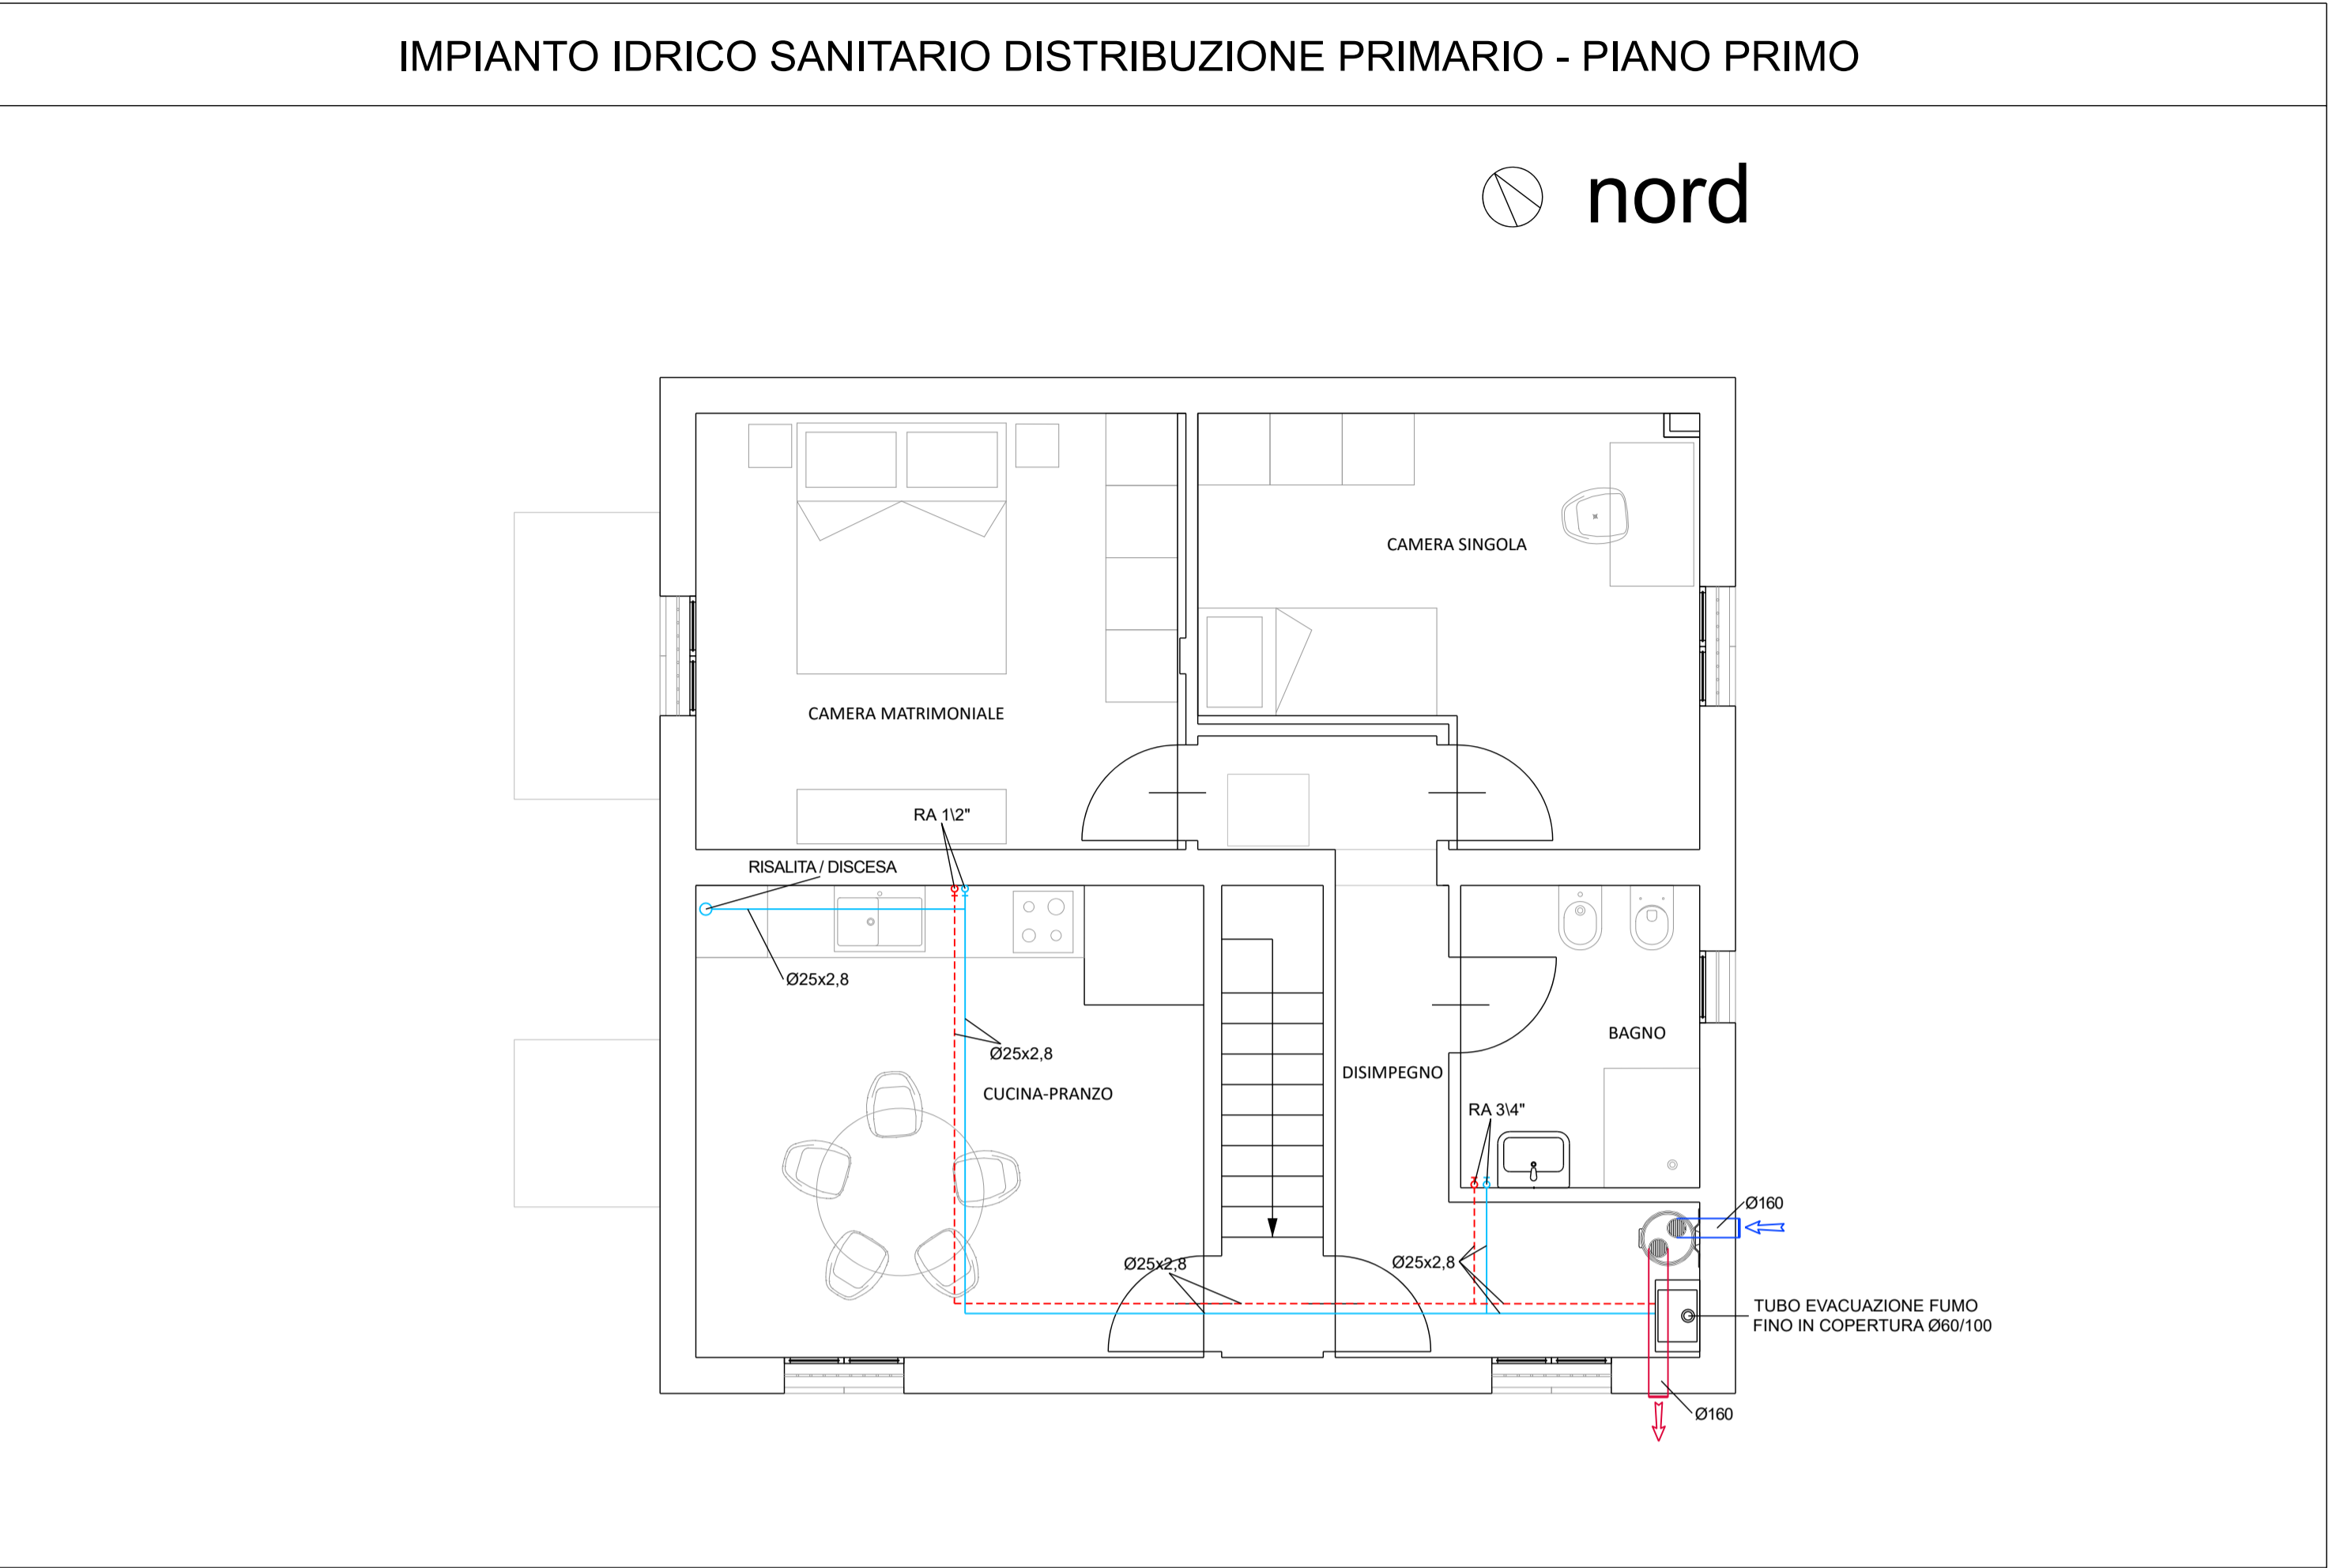 IMPIANTO IDRICO SANITARIO DISTRIBUZIONE PRIMARIO - PIANO PRIMO
nord
CAMERA SINGOLA
CAMERA MATRIMONIALE
RA 1\2"
RISALITA / DISCESA
Ø25x2,8
BAGNO
Ø25x2,8
DISIMPEGNO
CUCINA-PRANZO
RA 3\4"
Ø160
Ø25x2,8
Ø25x2,8
TUBO EVACUAZIONE FUMO
FINO IN COPERTURA Ø60/100
Ø160